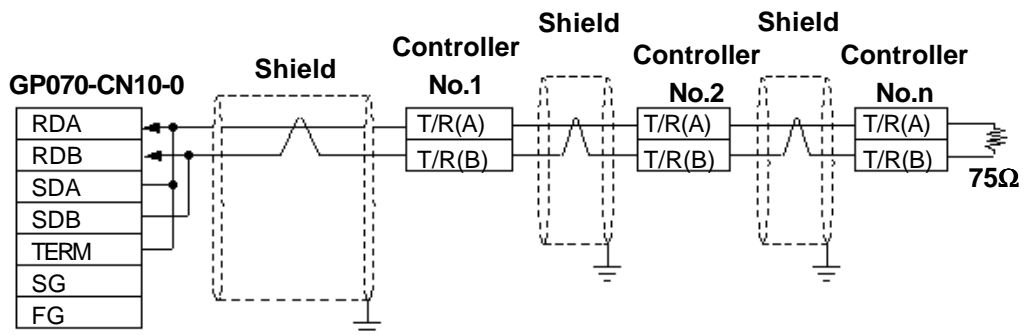 GP070-CN10-0
RDA
RDB
SDA
SDB
TERM
SG
FG
Shield
Controller
No.1
T/R(A)
T/R(B)
Shield
Controller
No.2
T/R(A)
T/R(B)
Shield
Controller
No.n
T/R(A)
T/R(B)
75Ω